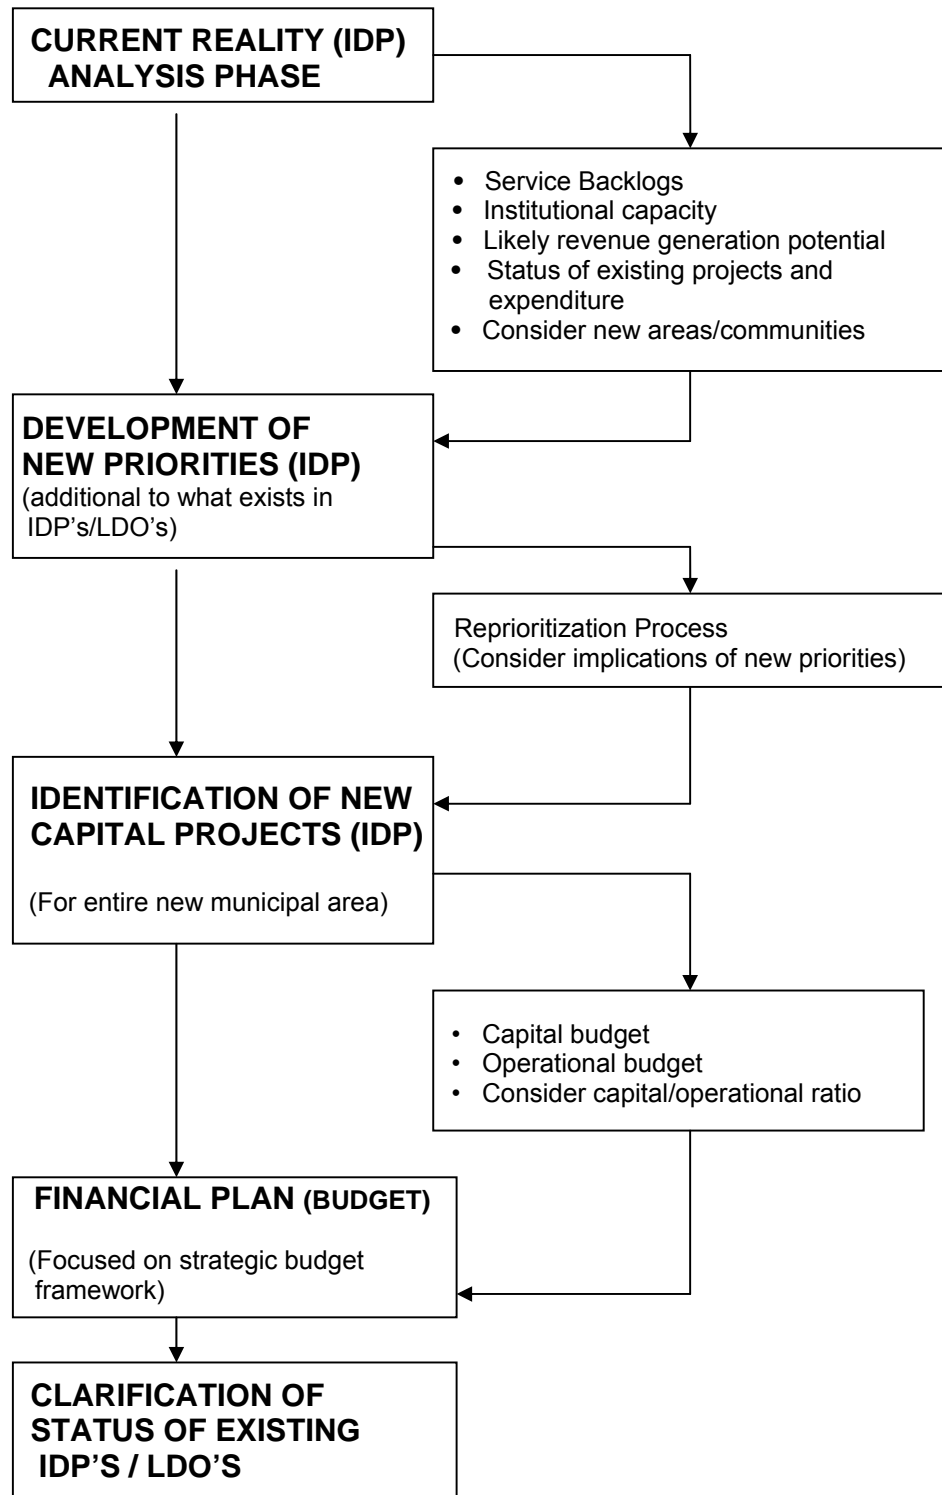 CURRENT REALITY (IDP)
ANALYSIS PHASE
• Service Backlogs
• Institutional capacity
• Likely revenue generation potential
• Status of existing projects and
expenditure
• Consider new areas/communities
DEVELOPMENT OF
NEW PRIORITIES (IDP)
(additional to what exists in
IDP’s/LDO’s)
Reprioritization Process
(Consider implications of new priorities)
IDENTIFICATION OF NEW
CAPITAL PROJECTS (IDP)
(For entire new municipal area)
• Capital budget
• Operational budget
• Consider capital/operational ratio
FINANCIAL PLAN (BUDGET)
(Focused on strategic budget
framework)
CLARIFICATION OF
STATUS OF EXISTING
IDP’S / LDO’S